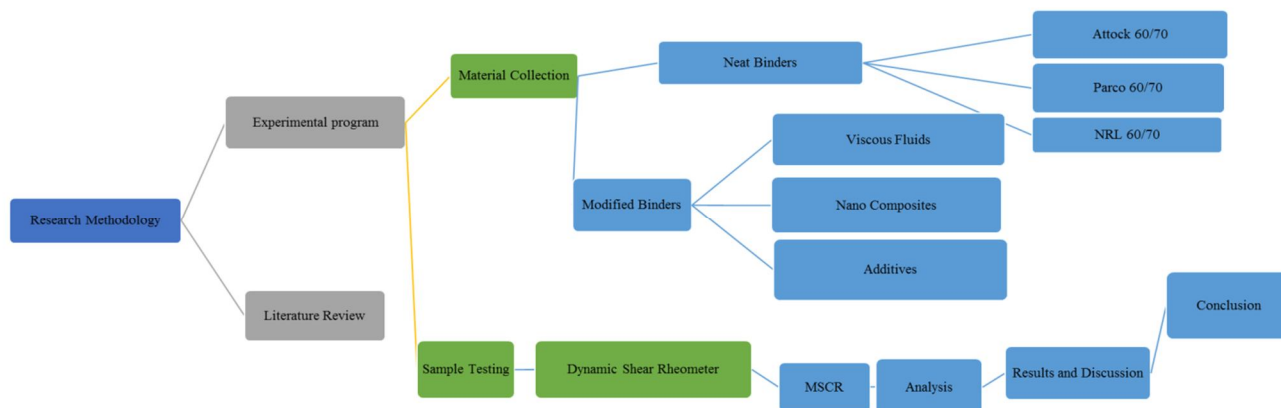 Research Methodology
Experimental program
Literature Review
Material Collection
Neat Binders
Attock 60/70
Parco 60/70
NRL 60/70
Modified Binders
Viscous Fluids
Nano Composites
Additives
Sample Testing
Dynamic Shear Rheometer
MSCR
Analysis
Results and Discussion
Conclusion